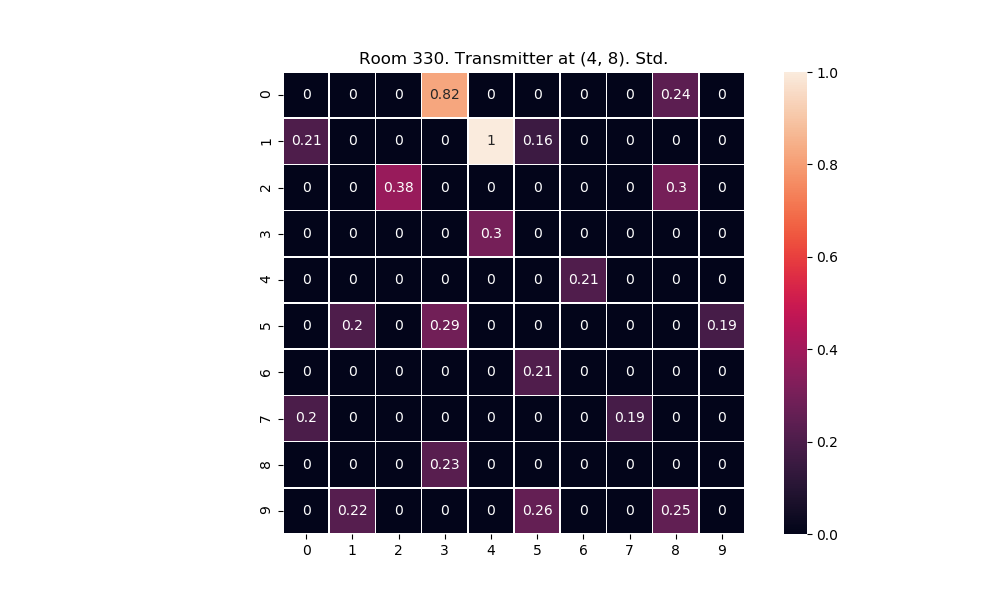 Room 330. Transmitter at (4, 8). Std.
0 0 0 0 0.82 0 0 0 0 0.24 0
1 0.21 0 0 0 1 0.16 0 0 0 0
2 0 0 0.38 0 0 0 0 0 0.3 0
3 0 0 0 0 0.3 0 0 0 0 0
4 0 0 0 0 0 0 0.21 0 0 0
5 0 0.2 0 0.29 0 0 0 0 0 0.19
6 0 0 0 0 0 0.21 0 0 0 0
7 0.2 0 0 0 0 0 0 0.19 0 0
8 0 0 0 0.23 0 0 0 0 0 0
9 0 0.22 0 0 0 0.26 0 0 0.25 0
0 1 2 3 4 5 6 7 8 9
1.0
0.8
0.6
0.4
0.2
0.0